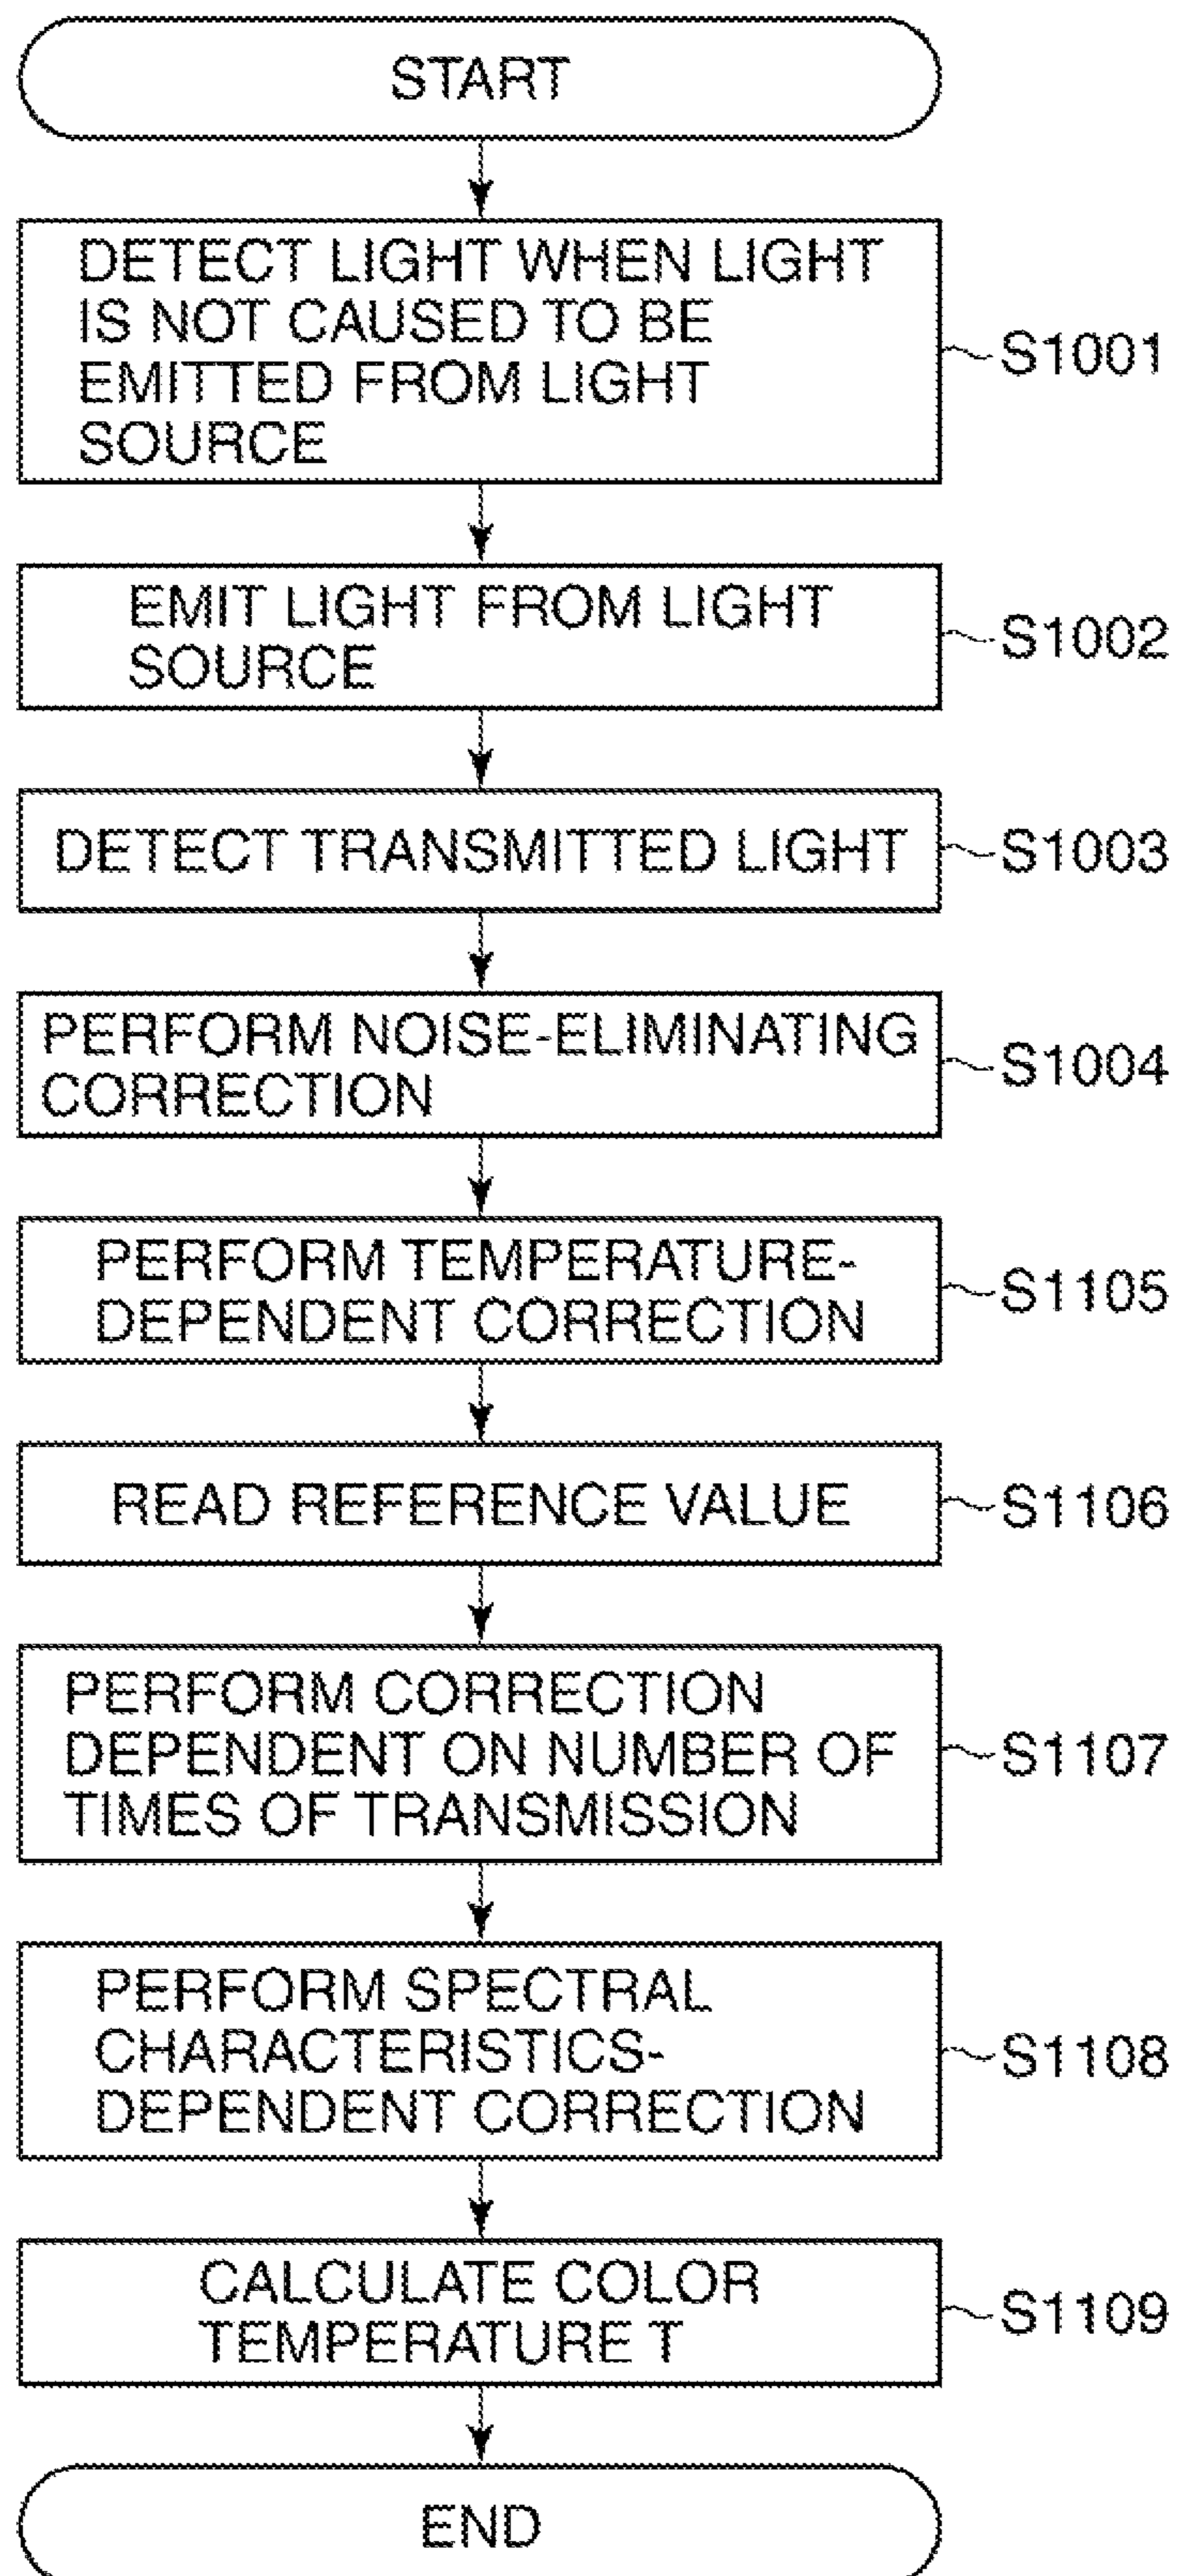 START
DETECT LIGHT WHEN LIGHT
IS NOT CAUSED TO BE
EMITTED FROM LIGHT
SOURCE
S1001
EMIT LIGHT FROM LIGHT
SOURCE
S1002
DETECT TRANSMITTED LIGHT
S1003
PERFORM NOISE-ELIMINATING
CORRECTION
S1004
PERFORM TEMPERATURE-
DEPENDENT CORRECTION
S1105
READ REFERENCE VALUE
S1106
PERFORM CORRECTION
DEPENDENT ON NUMBER OF
TIMES OF TRANSMISSION
S1107
PERFORM SPECTRAL
CHARACTERISTICS-
DEPENDENT CORRECTION
S1108
CALCULATE COLOR
TEMPERATURE T
S1109
END